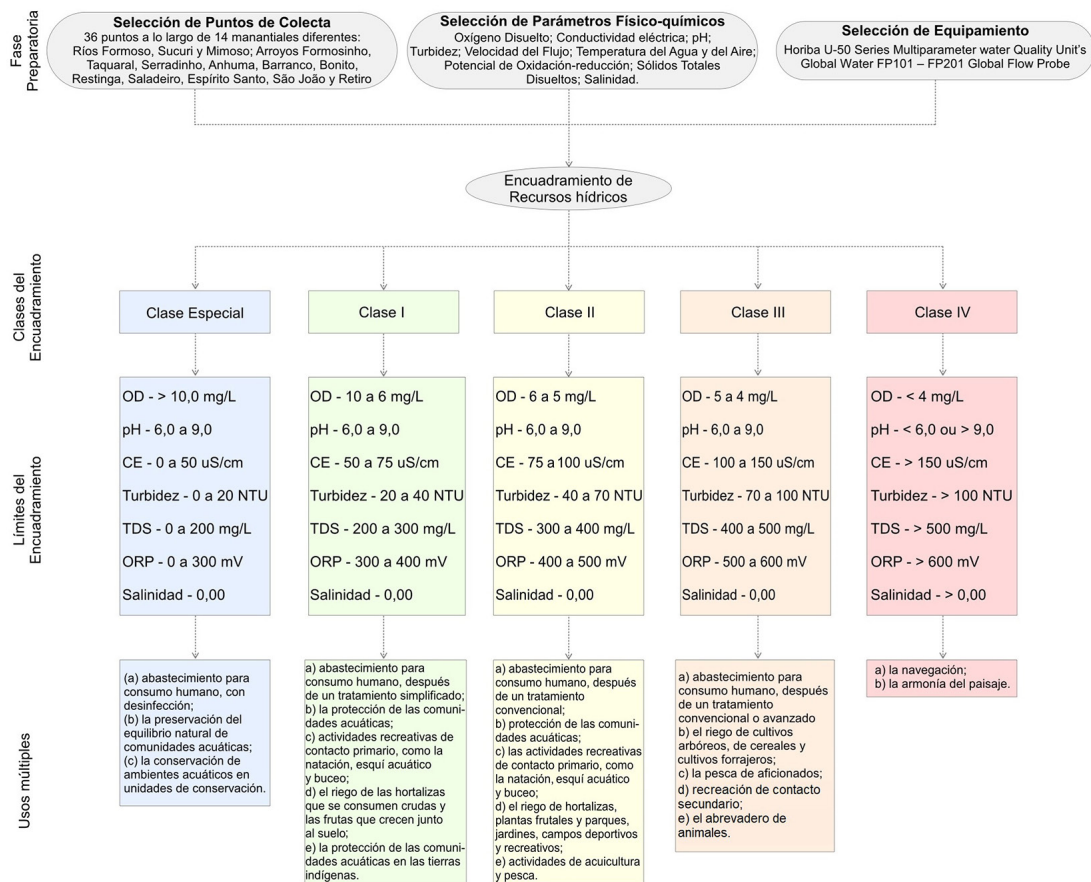 Fase
Preparatoria
Selección de Puntos de Colecta
36 puntos a lo largo de 14 manantiales diferentes:
Ríos Formoso, Sucuri y Mimoso; Arroyos Formosinho,
Taquaral, Serradinho, Anhuma, Barranco, Bonito,
Restinga, Saladeiro, Espírito Santo, São João y Retiro
Selección de Parámetros Físico-químicos
Oxígeno Disuelto; Conductividad eléctrica; pH;
Turbidez; Velocidad del Flujo; Temperatura del Agua y del Aire;
Potencial de Oxidación-reducción; Sólidos Totales
Disueltos; Salinidad.
Selección de Equipamiento
Horiba U-50 Series Multiparameter water Quality Unit's
Global Water FP101 – FP201 Global Flow Probe
Encuadramiento de
Recursos hídricos
Clases del
Encuadramiento
Clase Especial
Clase I
Clase II
Clase III
Clase IV
Límites del
Encuadramiento
OD - > 10,0 mg/L
pH - 6,0 a 9,0
CE - 0 a 50 uS/cm
Turbidez - 0 a 20 NTU
TDS - 0 a 200 mg/L
ORP - 0 a 300 mV
Salinidad - 0,00
OD - 10 a 6 mg/L
pH - 6,0 a 9,0
CE - 50 a 75 uS/cm
Turbidez - 20 a 40 NTU
TDS - 200 a 300 mg/L
ORP - 300 a 400 mV
Salinidad - 0,00
OD - 6 a 5 mg/L
pH - 6,0 a 9,0
CE - 75 a 100 uS/cm
Turbidez - 40 a 70 NTU
TDS - 300 a 400 mg/L
ORP - 400 a 500 mV
Salinidad - 0,00
OD - 5 a 4 mg/L
pH - 6,0 a 9,0
CE - 100 a 150 uS/cm
Turbidez - 70 a 100 NTU
TDS - 400 a 500 mg/L
ORP - 500 a 600 mV
Salinidad - 0,00
OD - < 4 mg/L
pH - < 6,0 ou > 9,0
CE - > 150 uS/cm
Turbidez - > 100 NTU
TDS - > 500 mg/L
ORP - > 600 mV
Salinidad - > 0,00
Usos múltiples
(a) abastecimiento para
consumo humano, con
desinfección;
(b) la preservación del
equilibrio natural de
comunidades acuáticas;
(c) la conservación de
ambientes acuáticos en
unidades de conservación.
a) abastecimiento para
consumo humano, después
de un tratamiento simplificado;
b) la protección de las comuni-
dades acuáticas;
c) actividades recreativas de
contacto primario, como la
natación, esquí acuático
y buceo;
d) el riego de las hortalizas
que se consumen crudas y
las frutas que crecen junto
al suelo;
e) la protección de las comuni-
dades acuáticas en las tierras
indígenas.
a) abastecimiento para
consumo humano, después
de un tratamiento
convencional;
b) protección de las comuni-
dades acuáticas;
c) las actividades recreativas
de contacto primario, como
la natación, esquí acuático
y buceo;
d) el riego de hortalizas,
plantas frutales y parques,
jardines, campos deportivos
y recreativos;
e) actividades de acuicultura
y pesca.
a) abastecimiento para
consumo humano, después
de un tratamiento
convencional o avanzado
b) el riego de cultivos
arbóreos, de cereales y
cultivos forrajeros;
c) la pesca de aficionados;
d) recreación de contacto
secundario;
e) el abrevadero de
animales.
a) la navegación;
b) la armonía del paisaje.